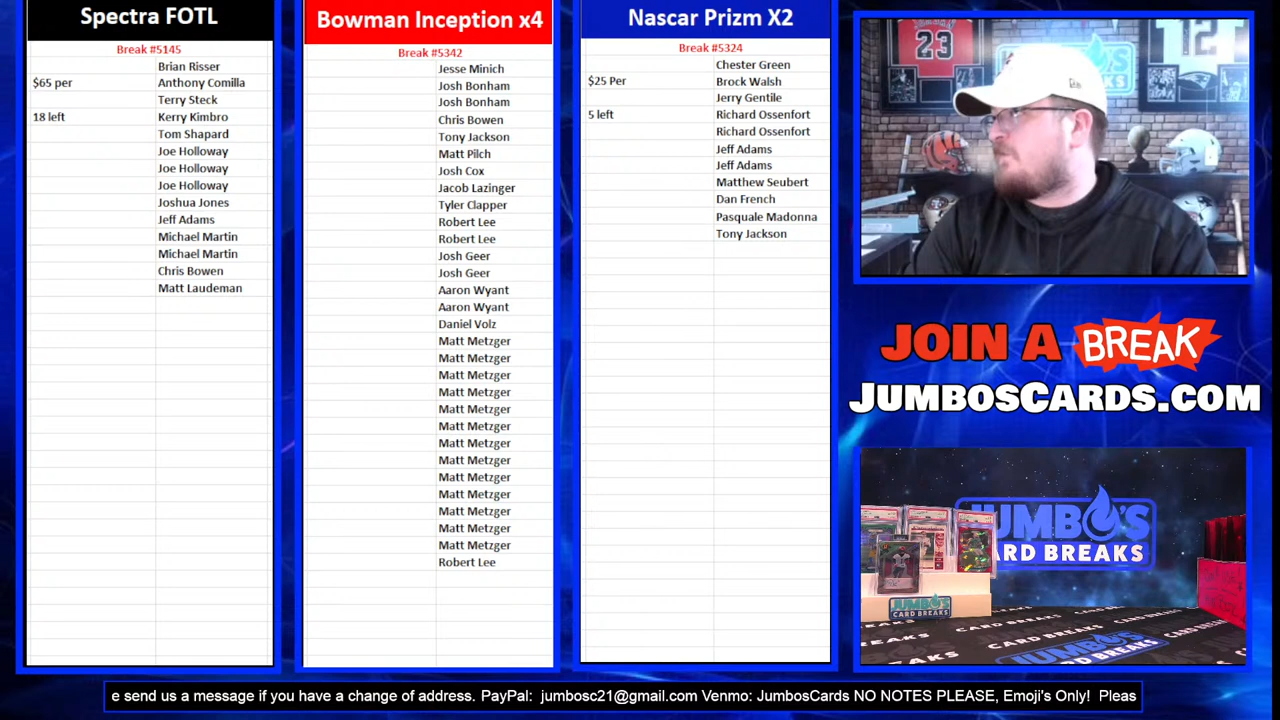 Spectra FOTL
Break #5145
Brian Risser
$65 per
Anthony Comilla
Terry Steck
18 left
Kerry Kimbro
Tom Shapard
Joe Holloway
Joe Holloway
Joe Holloway
Joshua Jones
Jeff Adams
Michael Martin
Michael Martin
Chris Bowen
Matt Laudeman
Bowman Inception x4
Break #5342
Jesse Minich
Josh Bonham
Josh Bonham
Chris Bowen
Tony Jackson
Matt Pilch
Josh Cox
Jacob Lazinger
Tyler Clapper
Robert Lee
Robert Lee
Josh Geer
Josh Geer
Aaron Wyant
Aaron Wyant
Daniel Volz
Matt Metzger
Matt Metzger
Matt Metzger
Matt Metzger
Matt Metzger
Matt Metzger
Matt Metzger
Matt Metzger
Matt Metzger
Matt Metzger
Matt Metzger
Matt Metzger
Matt Metzger
Robert Lee
Nascar Prizm X2
Break #5324
Chester Green
$25 Per
Brock Walsh
Jerry Gentile
5 left
Richard Ossenfort
Richard Ossenfort
Jeff Adams
Jeff Adams
Matthew Seubert
Dan French
Pasquale Madonna
Tony Jackson
23
12
JOIN A BREAK
JUMBOSCARDS.COM
JUMBO'S
CARD BREAKS
JUMBO'S
CARD BREAKS
e send us a message if you have a change of address. PayPal: jumbosc21@gmail.com Venmo: JumbosCards NO NOTES PLEASE, Emoji's Only! Pleas